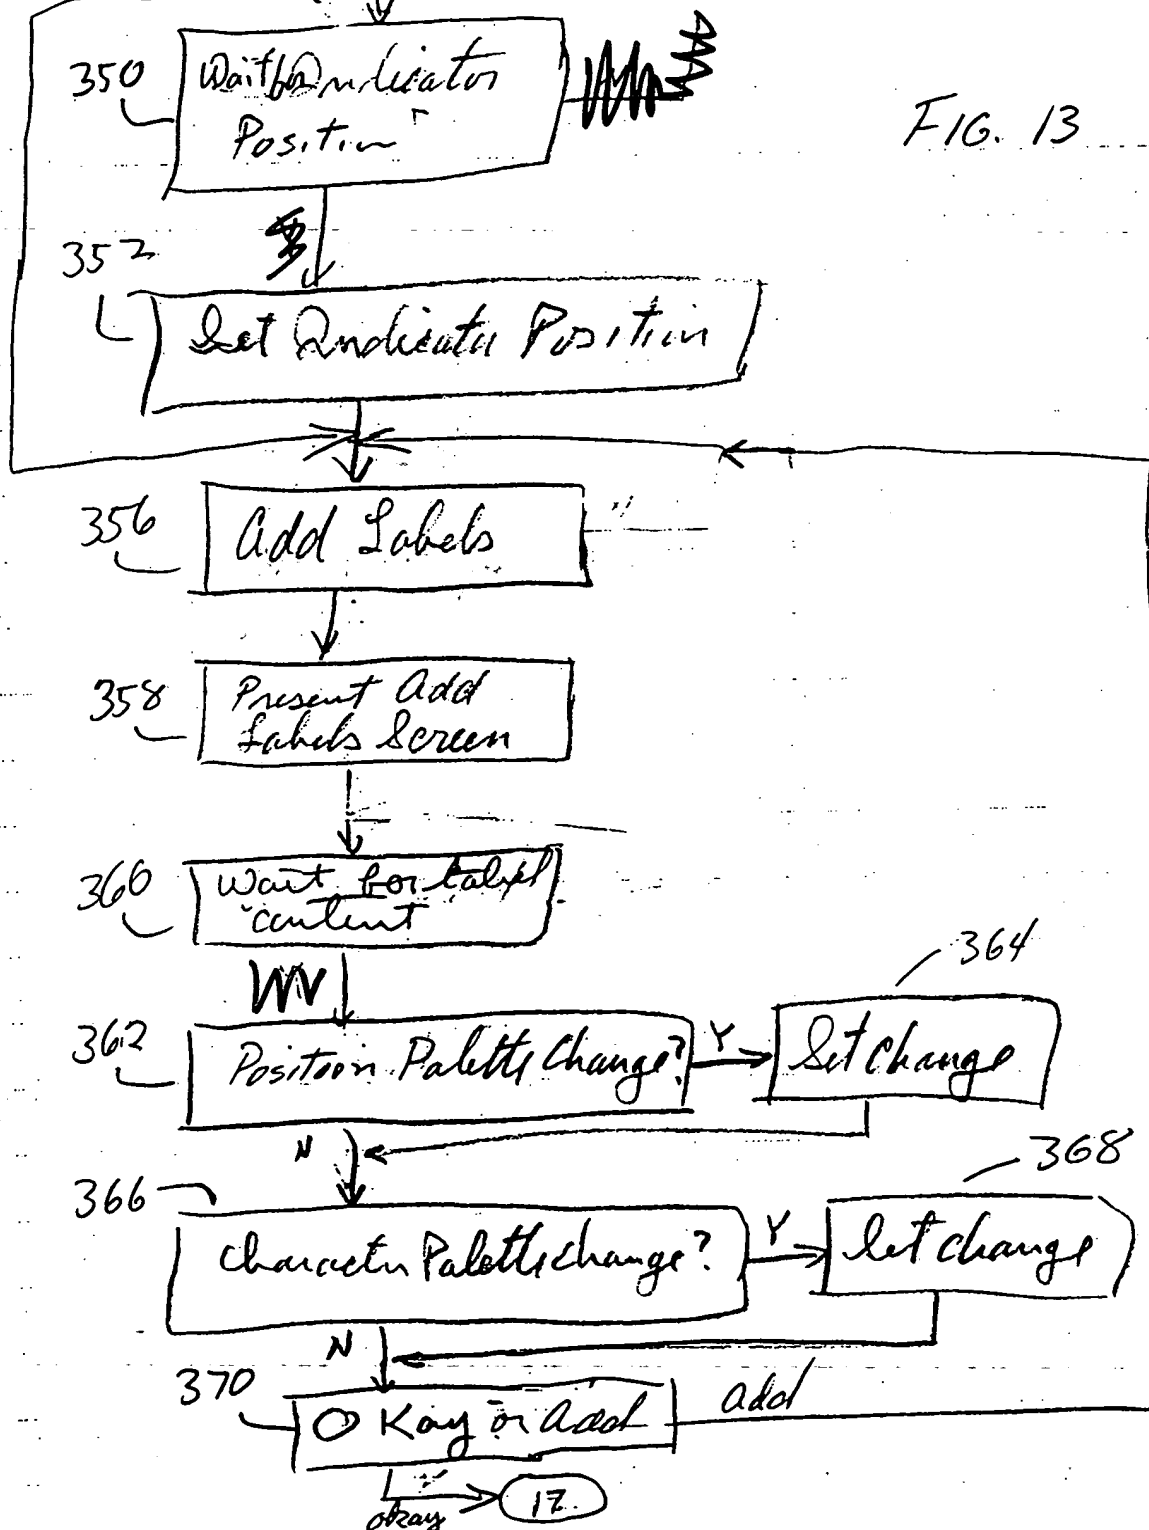 350
Wait for Indicator
Position
FIG. 13
352
Set Indicator Position
356
Add Labels
358
Present Add
Labels Screen
360
Wait for Label
content
364
362
Position Palette Change?
Y
Set Change
N
368
366
Character Palette change?
Y
Set change
N
370
O Kay or Add
add
okay
17